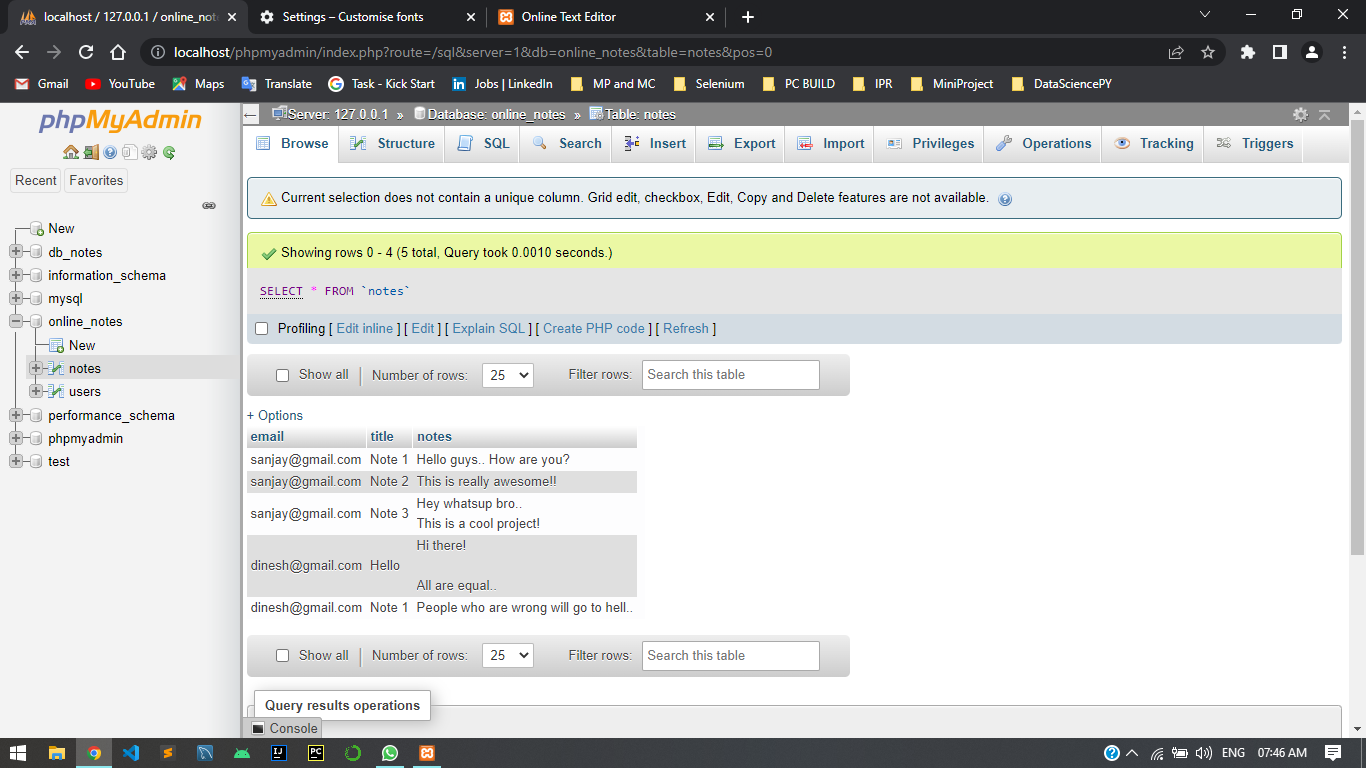 localhost / 127.0.0.1 / online_not
Settings – Customise fonts
Online Text Editor
localhost/phpmyadmin/index.php?route=/sql&server=1&db=online_notes&table=notes&pos=0
Gmail YouTube Maps Translate Task - Kick Start Jobs | LinkedIn MP and MC Selenium PC BUILD IPR MiniProject DataSciencePY
phpMyAdmin
Recent Favorites
New
db_notes
information_schema
mysql
online_notes
New
notes
users
performance_schema
phpmyadmin
test
Server: 127.0.0.1 » Database: online_notes » Table: notes
Browse Structure SQL Search Insert Export Import Privileges Operations Tracking Triggers
Current selection does not contain a unique column. Grid edit, checkbox, Edit, Copy and Delete features are not available.
Showing rows 0 - 4 (5 total, Query took 0.0010 seconds.)
SELECT * FROM `notes`
Profiling [ Edit inline ] [ Edit ] [ Explain SQL ] [ Create PHP code ] [ Refresh ]
Show all | Number of rows: 25 Filter rows: Search this table
+ Options
email title notes
sanjay@gmail.com Note 1 Hello guys.. How are you?
sanjay@gmail.com Note 2 This is really awesome!!
sanjay@gmail.com Note 3 Hey whatsup bro..
This is a cool project!
dinesh@gmail.com Hello Hi there!
All are equal..
dinesh@gmail.com Note 1 People who are wrong will go to hell..
Show all | Number of rows: 25 Filter rows: Search this table
Query results operations
Console
ENG 07:46 AM